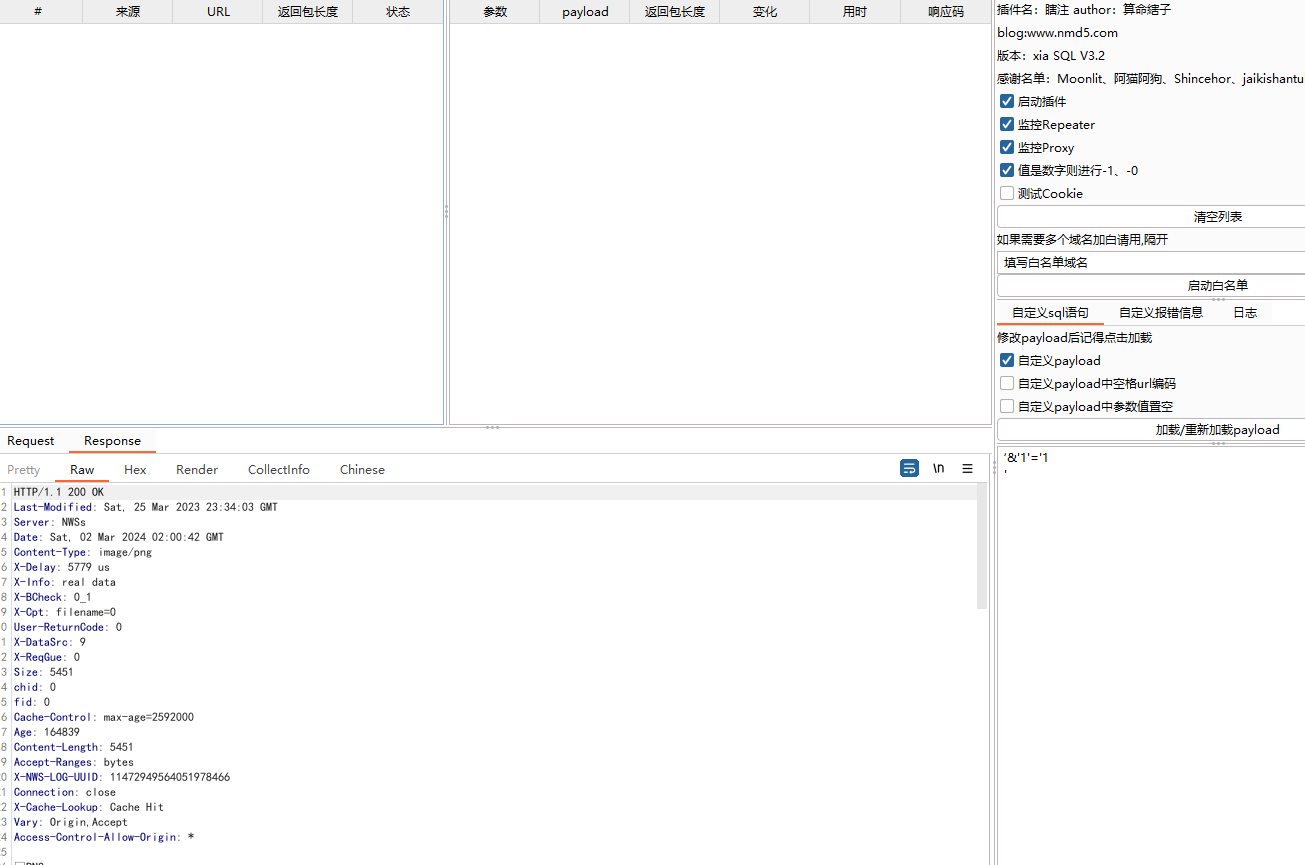 # 来源 URL 返回包长度 状态
参数 payload 返回包长度 变化 用时 响应码
插件名：瞎注 author：算命縖子
blog:www.nmd5.com
版本：xia SQL V3.2
感谢名单：Moonlit、阿猫阿狗、Shincehor、jaikishantu
启动插件
监控Repeater
监控Proxy
值是数字则进行-1、-0
测试Cookie
清空列表
如果需要多个域名加白请用,隔开
填写白名单域名
启动白名单
自定义sql语句 自定义报错信息 日志
修改payload后记得点击加载
自定义payload
自定义payload中空格url编码
自定义payload中参数值置空
加载/重新加载payload
'&'1'='1
'
Request Response
Pretty Raw Hex Render CollectInfo Chinese
\n
1 HTTP/1.1 200 OK
2 Last-Modified: Sat, 25 Mar 2023 23:34:03 GMT
3 Server: NWSs
4 Date: Sat, 02 Mar 2024 02:00:42 GMT
5 Content-Type: image/png
6 X-Delay: 5779 us
7 X-Info: real data
8 X-BCheck: 0_1
9 X-Cpt: filename=0
0 User-ReturnCode: 0
1 X-DataSrc: 9
2 X-ReqGue: 0
3 Size: 5451
4 chid: 0
5 fid: 0
6 Cache-Control: max-age=2592000
7 Age: 164839
8 Content-Length: 5451
9 Accept-Ranges: bytes
20 X-NWS-LOG-UUID: 11472949564051978466
21 Connection: close
22 X-Cache-Lookup: Cache Hit
23 Vary: Origin,Accept
24 Access-Control-Allow-Origin: *
25